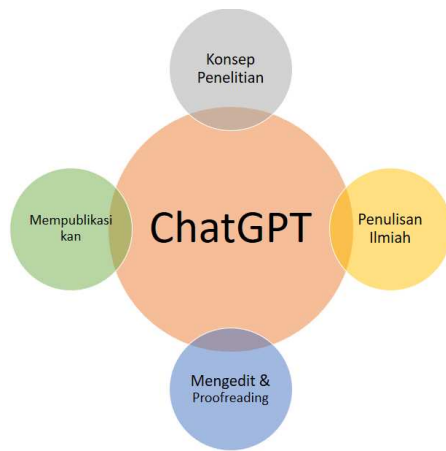 Konsep
Penelitian
Mempublikasi
kan
ChatGPT
Penulisan
Ilmiah
Mengedit &
Proofreading